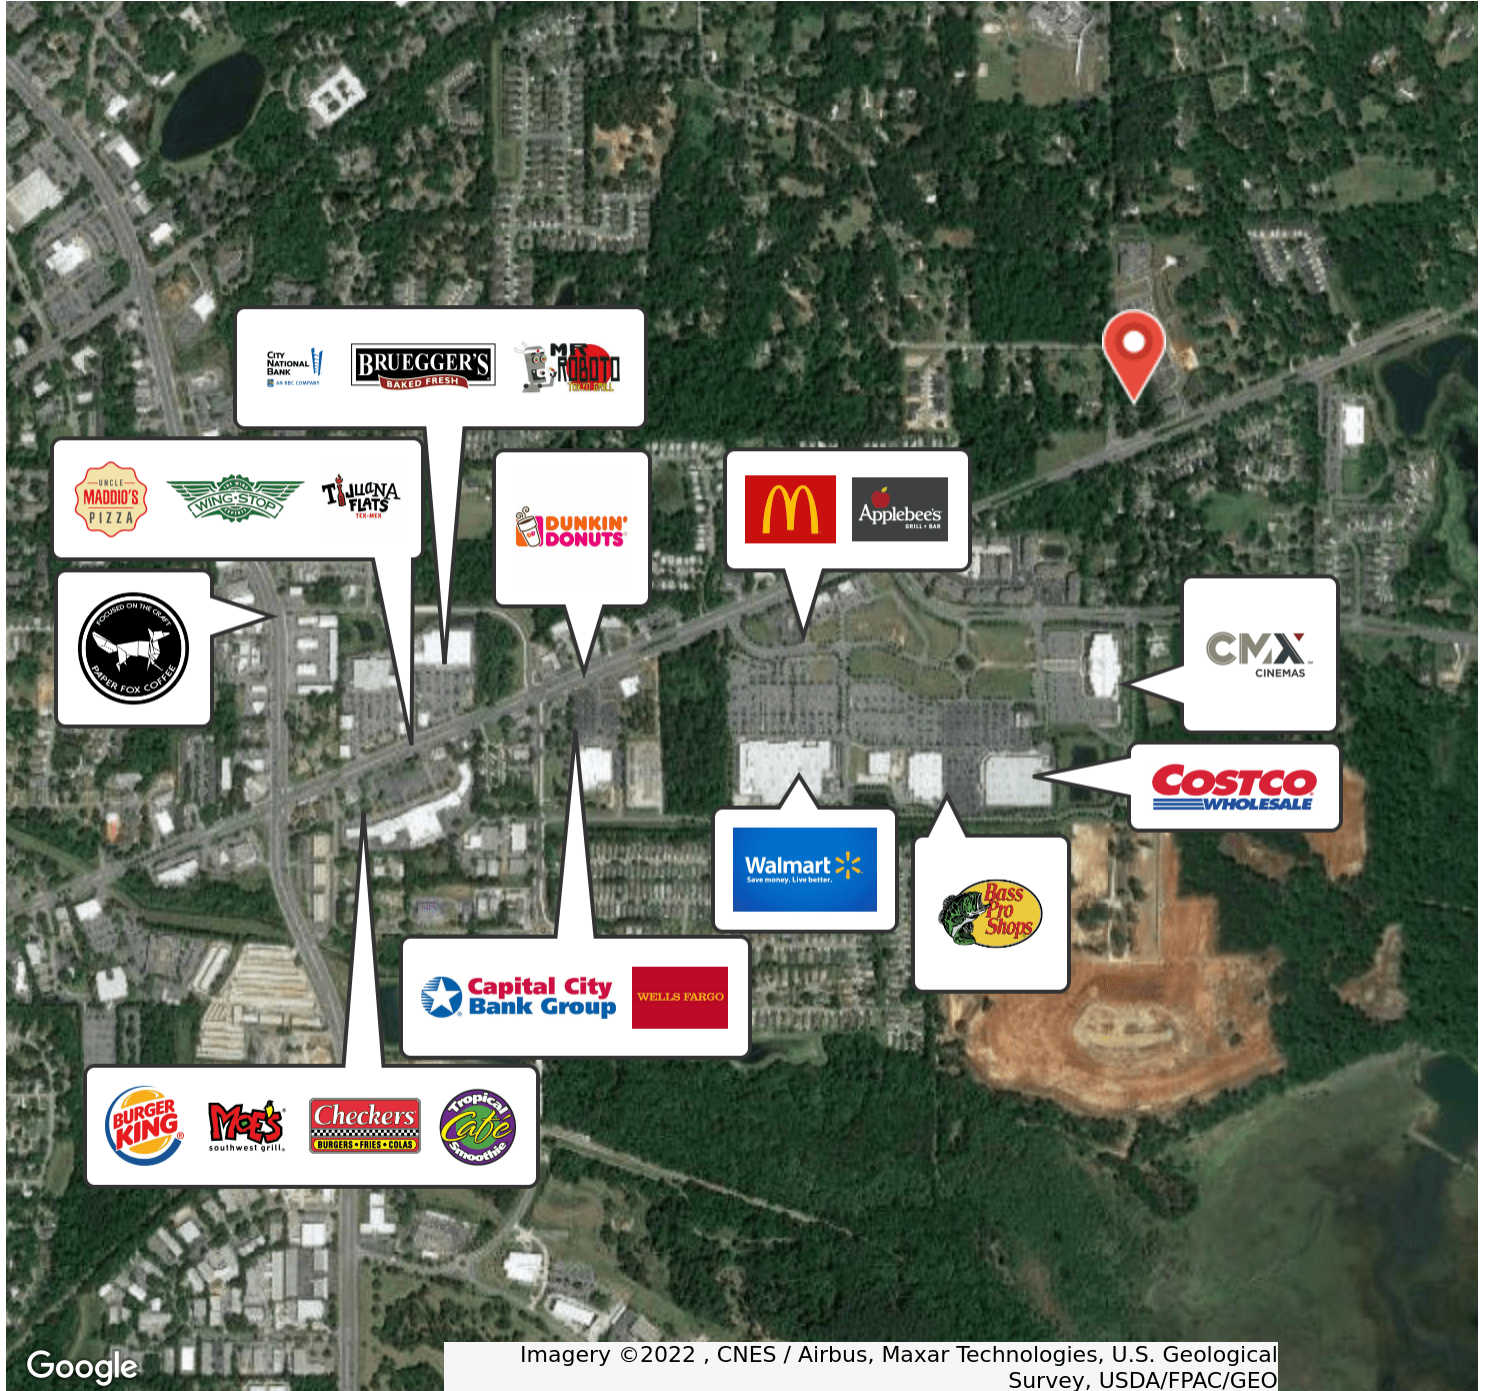 CITY
NATIONAL
BANK
AN RBC COMPANY
BRUEGGER'S
BAKED FRESH
MR
ROBOTO
TOKYO GRILL
UNCLE
MADDIO'S
PIZZA
WING·STOP
TIJUANA
FLATS
TEX-MEX
DUNKIN'
DONUTS
Applebee's
GRILL + BAR
FOCUSED ON THE CRAFT
PAPER FOX COFFEE
CMX
CINEMAS
COSTCO
WHOLESALE
Walmart
Save money. Live better.
Bass
Pro
Shops
Capital City
Bank Group
WELLS FARGO
BURGER
KING
MOE'S
southwest grill
Checkers
BURGERS • FRIES • COLAS
Tropical
Café
Smoothie
Google
Imagery ©2022 , CNES / Airbus, Maxar Technologies, U.S. Geological
Survey, USDA/FPAC/GEO